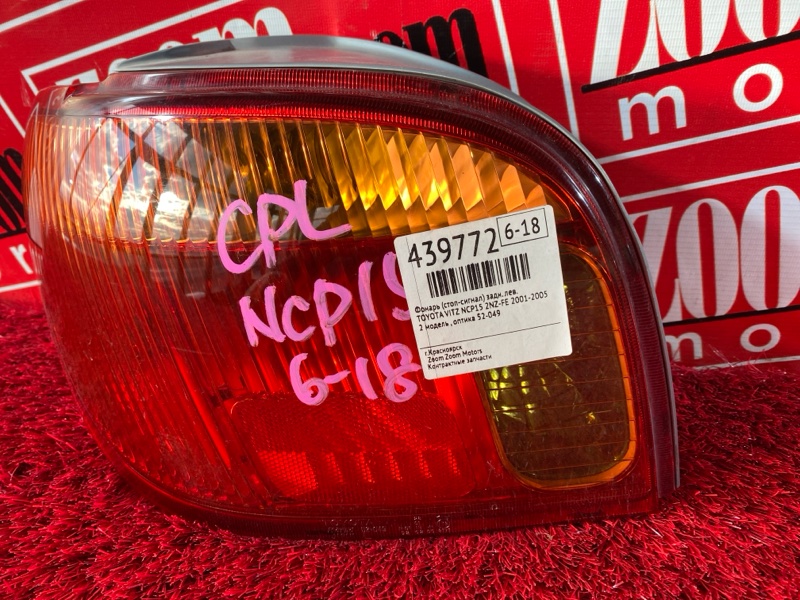 zoom
ZOO
mo
ZOO
mo
CPL
NCP15
6-18
439772
6-18
Фонарь (стоп-сигнал) задн.лев.
TOYOTA VITZ NCP15 2NZ-FE 2001-2005
2 модель , оптика 52-049
г.Красноярск
Zoom Zoom Motors
Контрактные запчасти